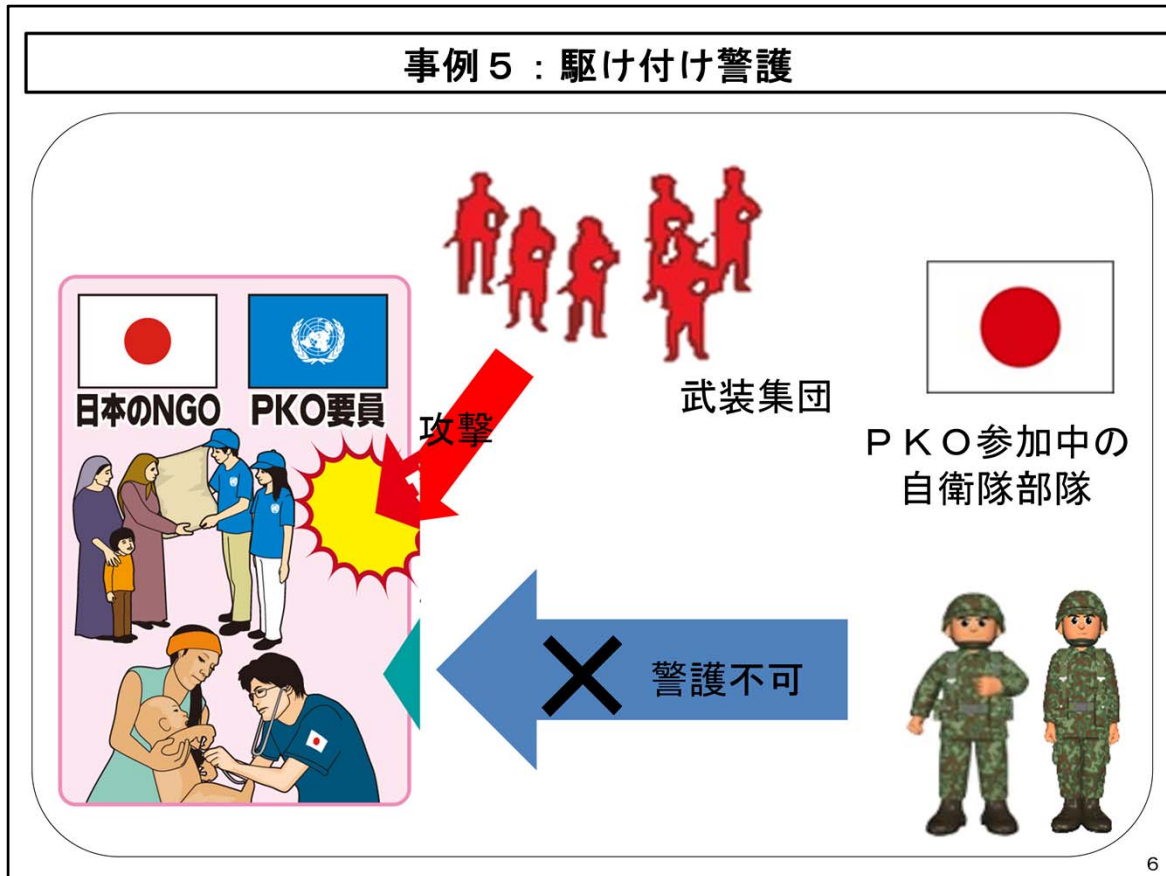 事例５：駆け付け警護
日本のNGO
PKO要員
攻撃
武装集団
ＰＫＯ参加中の
自衛隊部隊
警護不可
6